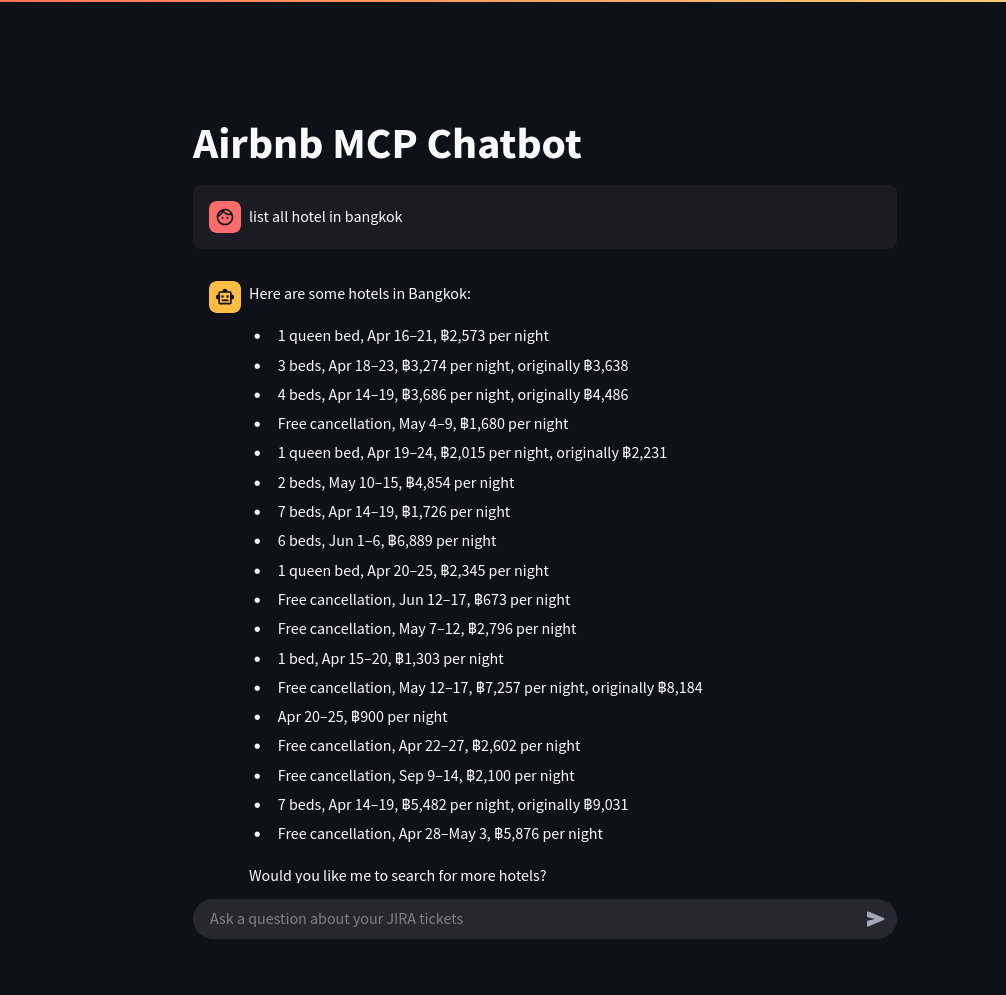 Airbnb MCP Chatbot
list all hotel in bangkok
Here are some hotels in Bangkok:
• 1 queen bed, Apr 16–21, ฿2,573 per night
• 3 beds, Apr 18–23, ฿3,274 per night, originally ฿3,638
• 4 beds, Apr 14–19, ฿3,686 per night, originally ฿4,486
• Free cancellation, May 4–9, ฿1,680 per night
• 1 queen bed, Apr 19–24, ฿2,015 per night, originally ฿2,231
• 2 beds, May 10–15, ฿4,854 per night
• 7 beds, Apr 14–19, ฿1,726 per night
• 6 beds, Jun 1–6, ฿6,889 per night
• 1 queen bed, Apr 20–25, ฿2,345 per night
• Free cancellation, Jun 12–17, ฿673 per night
• Free cancellation, May 7–12, ฿2,796 per night
• 1 bed, Apr 15–20, ฿1,303 per night
• Free cancellation, May 12–17, ฿7,257 per night, originally ฿8,184
• Apr 20–25, ฿900 per night
• Free cancellation, Apr 22–27, ฿2,602 per night
• Free cancellation, Sep 9–14, ฿2,100 per night
• 7 beds, Apr 14–19, ฿5,482 per night, originally ฿9,031
• Free cancellation, Apr 28–May 3, ฿5,876 per night
Would you like me to search for more hotels?
Ask a question about your JIRA tickets